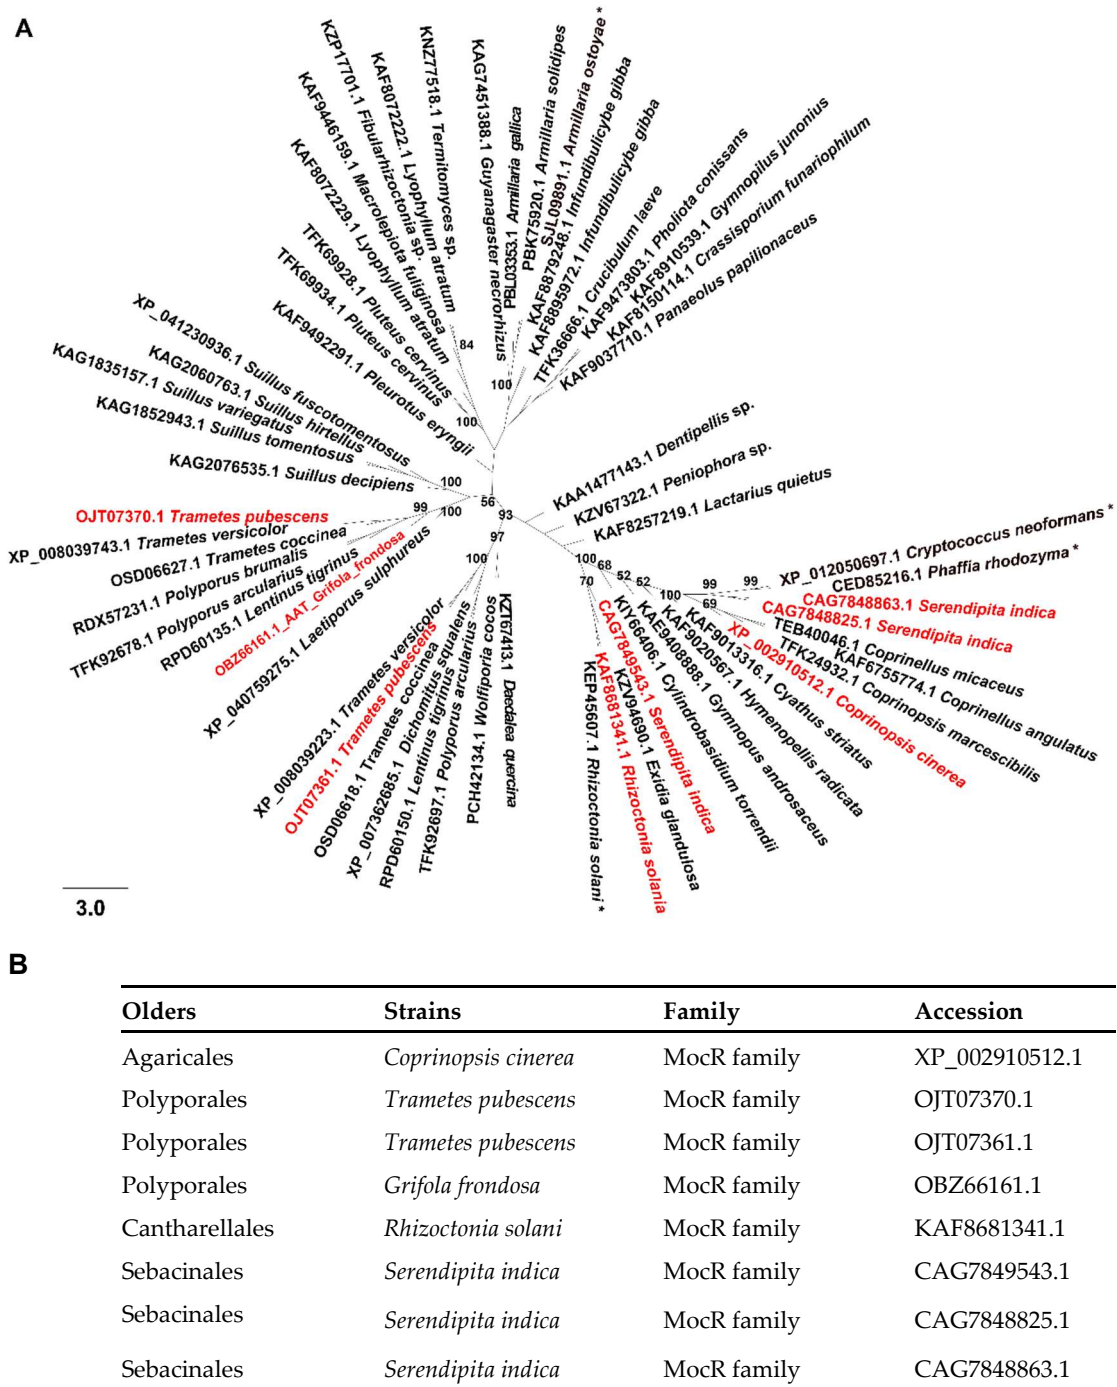 A
KZP17701.1 Fibularhizoctonia sp.
KAF8072222.1 Lyophyllum atratum
KNZ77518.1 Termitomyces sp.
KAG7451388.1 Guyanagaster necrorhizus
PBL03353.1 Armillaria gallica
PBK75920.1 Armillaria solidipes
SJL09891.1 Armillaria ostoyae *
KAF8879248.1 Infundibulicybe gibba
KAF8895972.1 Infundibulicybe gibba
TFK36666.1 Crucibulum laeve
KAF9473803.1 Pholiota conissans
KAF8910539.1 Gymnopilus junonius
KAF8150114.1 Crassisporium funariophilum
KAF9037710.1 Panaeolus papilionaceus
KAF9446159.1 Macrolepiota fuliginosa
KAF8072229.1 Lyophyllum atratum
TFK69928.1 Pluteus cervinus
TFK69934.1 Pluteus cervinus
KAF9492291.1 Pleurotus eryngii
XP_041230936.1 Suillus fuscotomentosus
KAG2060763.1 Suillus hirtellus
KAG1835157.1 Suillus variegatus
KAG1852943.1 Suillus tomentosus
KAG2076535.1 Suillus decipiens
OJT07370.1 Trametes pubescens
XP_008039743.1 Trametes versicolor
OSD06627.1 Trametes coccinea
RDX57231.1 Polyporus brumalis
TFK92678.1 Polyporus arcularius
RPD60135.1 Lentinus tigrinus
OBZ66161.1_AAT_Grifola_frondosa
XP_040759275.1 Laetiporus sulphureus
XP_008039223.1 Trametes versicolor
OJT07361.1 Trametes pubescens
OSD06618.1 Trametes coccinea
XP_007362685.1 Dichomitus squalens
RPD60150.1 Lentinus tigrinus
TFK92697.1 Polyporus arcularius
PCH42134.1 Wolfiporia cocos
KZT67413.1 Daedalea quercina
KAA1477143.1 Dentipellis sp.
KZV67322.1 Peniophora sp.
KAF8257219.1 Lactarius quietus
XP_012050697.1 Cryptococcus neoformans *
CED85216.1 Phaffia rhodozyma *
CAG7848863.1 Serendipita indica
CAG7848825.1 Serendipita indica
TEB40046.1 Coprinellus micaceus
KAF6755774.1 Coprinellus angulatus
TFK24932.1 Coprinopsis marcescibilis
XP_002910512.1 Coprinopsis cinerea
KAF9013316.1 Cyathus striatus
KAF9020567.1 Hymenopellis radicata
KAF9408888.1 Gymnopus androsaceus
KIY66406.1 Cylindrobasidium torrendii
CAG7849543.1 Serendipita indica
KZV94690.1 Exidia glandulosa
KAF8681341.1 Rhizoctonia solania
KEP45607.1 Rhizoctonia solani *
84
100
100
100
99
100
56
93
97
100
100
70
68
52
52
100
99
99
69
3.0
B
Olders Strains Family Accession
Agaricales Coprinopsis cinerea MocR family XP_002910512.1
Polyporales Trametes pubescens MocR family OJT07370.1
Polyporales Trametes pubescens MocR family OJT07361.1
Polyporales Grifola frondosa MocR family OBZ66161.1
Cantharellales Rhizoctonia solani MocR family KAF8681341.1
Sebacinales Serendipita indica MocR family CAG7849543.1
Sebacinales Serendipita indica MocR family CAG7848825.1
Sebacinales Serendipita indica MocR family CAG7848863.1